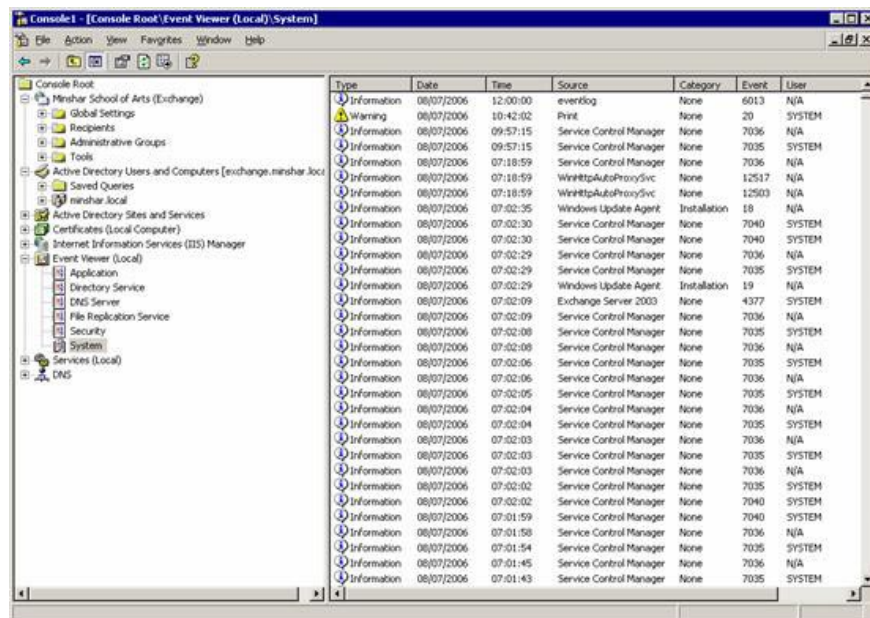 Console1 - [Console Root\Event Viewer (Local)\System]
File Action View Favorites Window Help
Console Root
Minshar School of Arts (Exchange)
Global Settings
Recipients
Administrative Groups
Tools
Active Directory Users and Computers [exchange.minshar.loca
Saved Queries
minshar.local
Active Directory Sites and Services
Certificates (Local Computer)
Internet Information Services (IIS) Manager
Event Viewer (Local)
Application
Directory Service
DNS Server
File Replication Service
Security
System
Services (Local)
DNS
Type Date Time Source Category Event User
Information 08/07/2006 12:00:00 eventlog None 6013 N/A
Warning 08/07/2006 10:42:02 Print None 20 SYSTEM
Information 08/07/2006 09:57:15 Service Control Manager None 7036 N/A
Information 08/07/2006 09:57:15 Service Control Manager None 7035 SYSTEM
Information 08/07/2006 07:18:59 Service Control Manager None 7036 N/A
Information 08/07/2006 07:18:59 WinHttpAutoProxySvc None 12517 N/A
Information 08/07/2006 07:18:59 WinHttpAutoProxySvc None 12503 N/A
Information 08/07/2006 07:02:35 Windows Update Agent Installation 18 N/A
Information 08/07/2006 07:02:30 Service Control Manager None 7040 SYSTEM
Information 08/07/2006 07:02:30 Service Control Manager None 7040 SYSTEM
Information 08/07/2006 07:02:29 Service Control Manager None 7036 N/A
Information 08/07/2006 07:02:29 Service Control Manager None 7035 SYSTEM
Information 08/07/2006 07:02:29 Windows Update Agent Installation 19 N/A
Information 08/07/2006 07:02:09 Exchange Server 2003 None 4377 SYSTEM
Information 08/07/2006 07:02:09 Service Control Manager None 7036 N/A
Information 08/07/2006 07:02:08 Service Control Manager None 7035 SYSTEM
Information 08/07/2006 07:02:08 Service Control Manager None 7036 N/A
Information 08/07/2006 07:02:06 Service Control Manager None 7035 SYSTEM
Information 08/07/2006 07:02:06 Service Control Manager None 7036 N/A
Information 08/07/2006 07:02:05 Service Control Manager None 7035 SYSTEM
Information 08/07/2006 07:02:04 Service Control Manager None 7036 N/A
Information 08/07/2006 07:02:04 Service Control Manager None 7035 SYSTEM
Information 08/07/2006 07:02:03 Service Control Manager None 7036 N/A
Information 08/07/2006 07:02:03 Service Control Manager None 7035 SYSTEM
Information 08/07/2006 07:02:03 Service Control Manager None 7036 N/A
Information 08/07/2006 07:02:02 Service Control Manager None 7035 SYSTEM
Information 08/07/2006 07:02:02 Service Control Manager None 7040 SYSTEM
Information 08/07/2006 07:01:59 Service Control Manager None 7040 SYSTEM
Information 08/07/2006 07:01:58 Service Control Manager None 7036 N/A
Information 08/07/2006 07:01:54 Service Control Manager None 7035 SYSTEM
Information 08/07/2006 07:01:45 Service Control Manager None 7036 N/A
Information 08/07/2006 07:01:43 Service Control Manager None 7035 SYSTEM